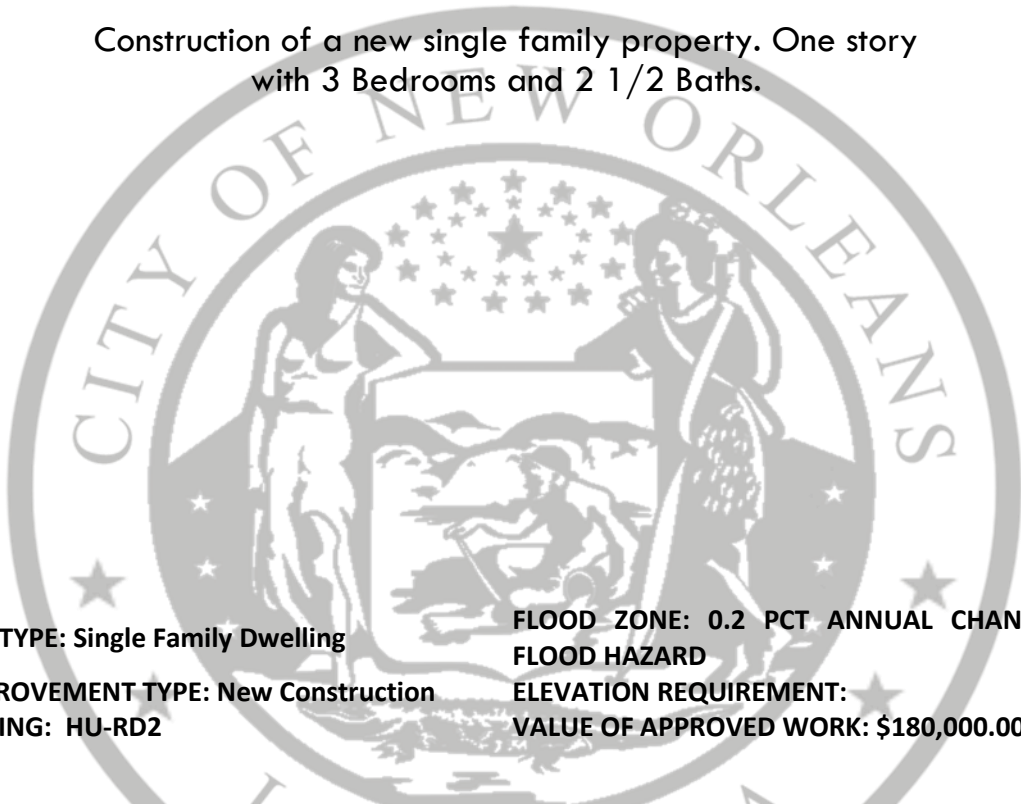 Construction of a new single family property. One story
with 3 Bedrooms and 2 1/2 Baths.
CITY OF NEW ORLEANS
TYPE: Single Family Dwelling
ROVEMENT TYPE: New Construction
ING: HU-RD2
FLOOD ZONE: 0.2 PCT ANNUAL CHAN
FLOOD HAZARD
ELEVATION REQUIREMENT:
VALUE OF APPROVED WORK: $180,000.00